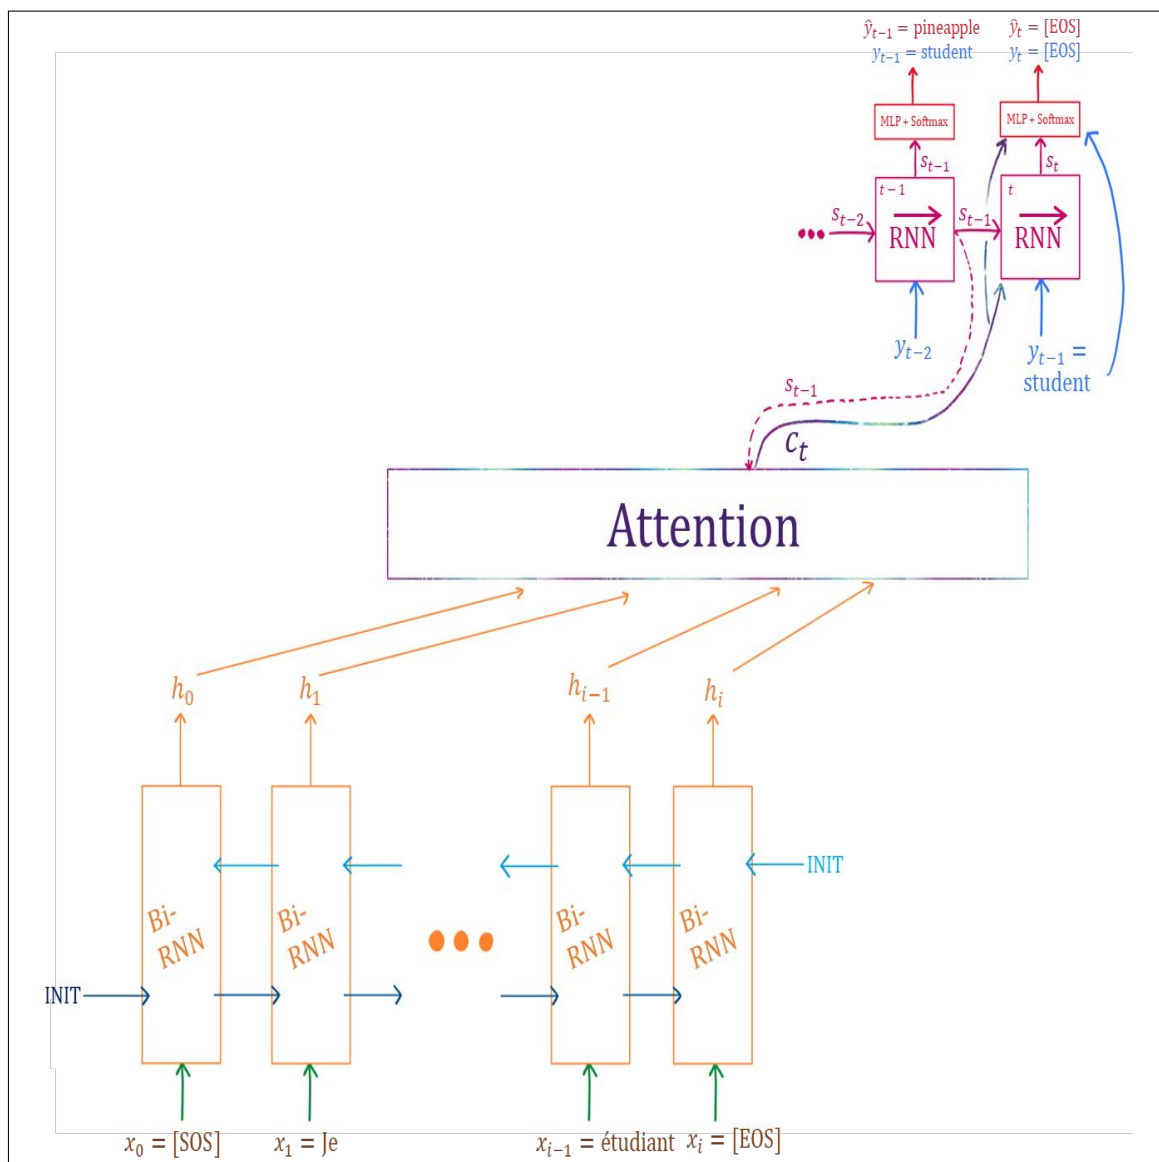 ŷₜ₋₁ = pineapple ŷₜ = [EOS]
yₜ₋₁ = student yₜ = [EOS]
MLP + Softmax MLP + Softmax
sₜ₋₁ sₜ
t − 1 t
sₜ₋₂ sₜ₋₁
RNN RNN
yₜ₋₂ yₜ₋₁ =
student
sₜ₋₁
Cₜ
Attention
h₀ h₁ hᵢ₋₁ hᵢ
INIT
Bi- Bi- Bi- Bi-
RNN RNN RNN RNN
INIT
x₀ = [SOS] x₁ = Je xᵢ₋₁ = étudiant xᵢ = [EOS]